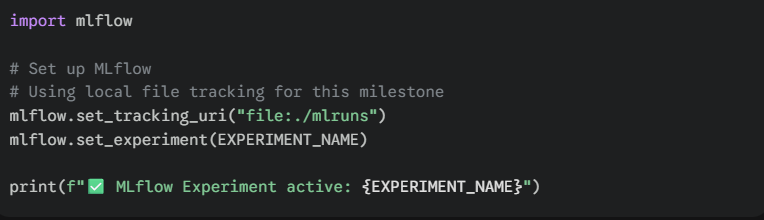 import mlflow
# Set up MLflow
# Using local file tracking for this milestone
mlflow.set_tracking_uri("file:./mlruns")
mlflow.set_experiment(EXPERIMENT_NAME)
print(f"✅ MLflow Experiment active: {EXPERIMENT_NAME}")